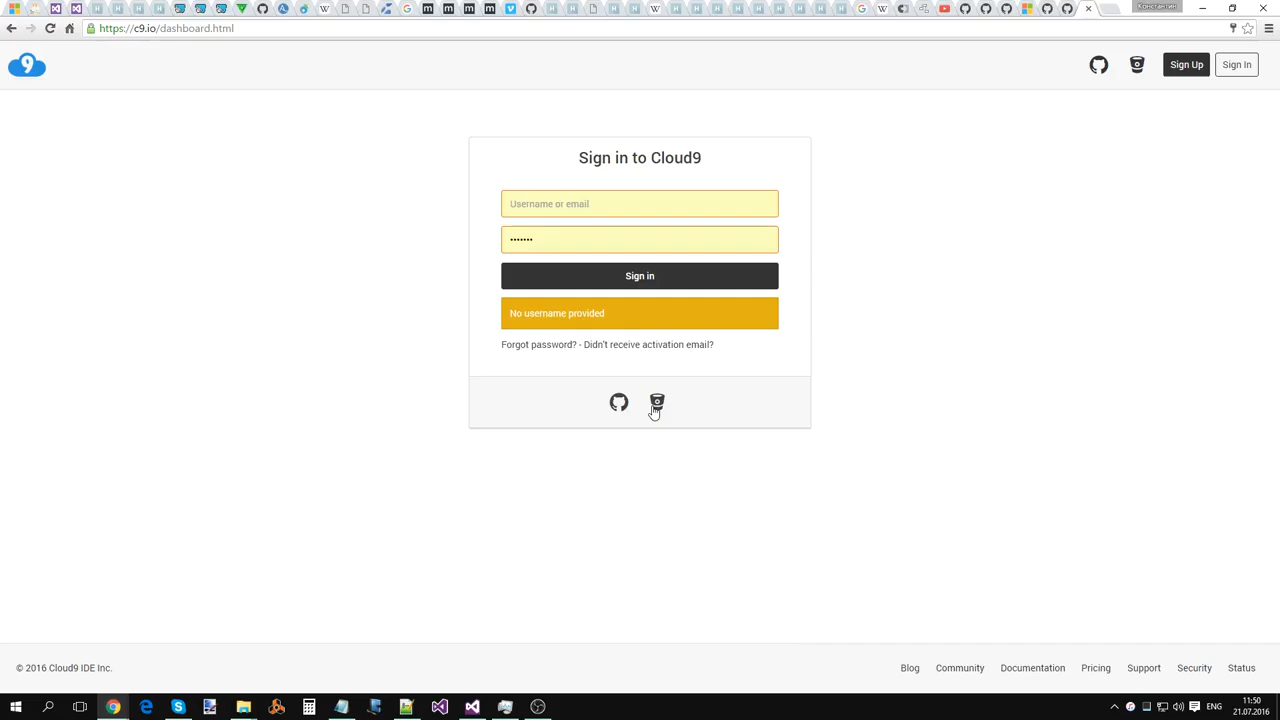 Константин
https://c9.io/dashboard.html
9
Sign Up
Sign In
Sign in to Cloud9
Username or email
•••••••
Sign in
No username provided
Forgot password? - Didn't receive activation email?
© 2016 Cloud9 IDE Inc.
Blog
Community
Documentation
Pricing
Support
Security
Status
ENG
11:50
21.07.2016